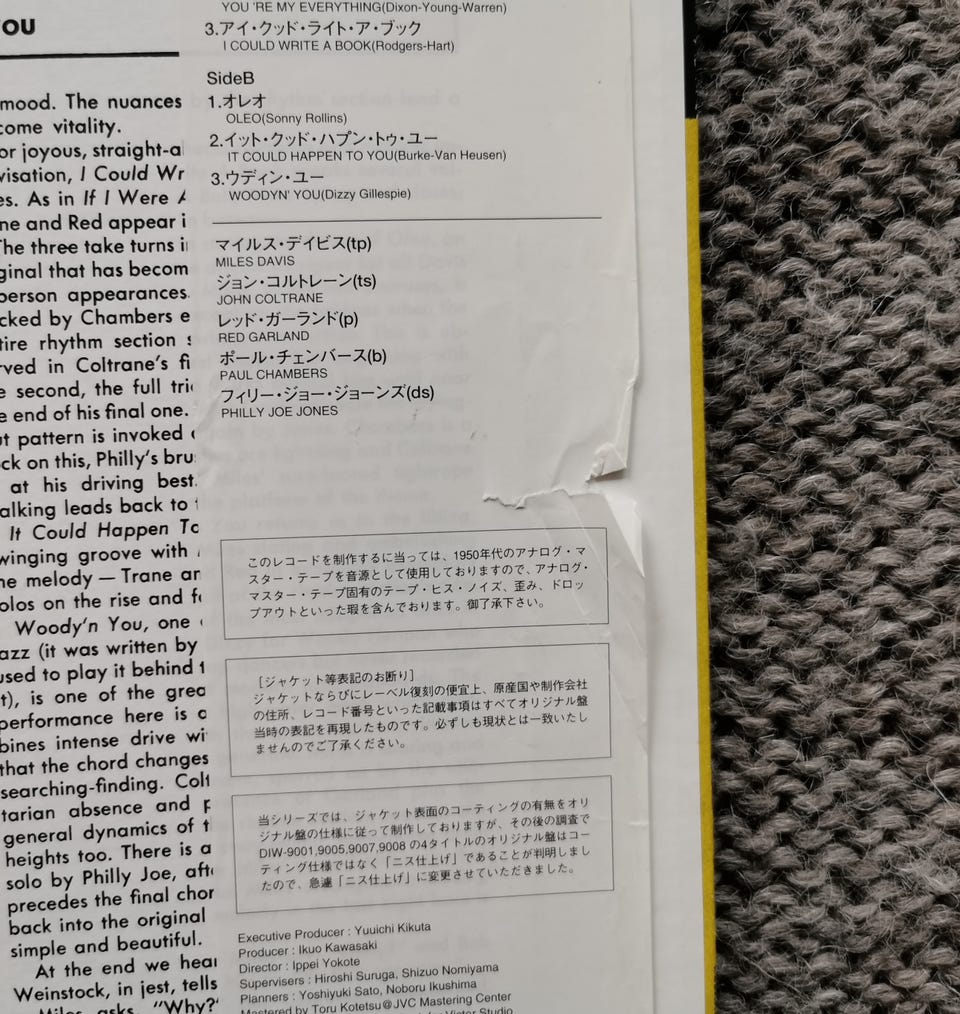 OU
mood. The nuances
come vitality.
or joyous, straight-a
visation, I Could Wr
es. As in If I Were A
ne and Red appear i
The three take turns i
ginal that has becom
person appearances.
cked by Chambers e
tire rhythm section s
rved in Coltrane's fi
e second, the full tri
e end of his final one.
ut pattern is invoked
ck on this, Philly's bru
at his driving best.
alking leads back to
It Could Happen To
winging groove with
ne melody — Trane an
olos on the rise and f
Woody'n You, one
azz (it was written by
used to play it behind
t), is one of the grea
performance here is
bines intense drive wi
that the chord changes
searching-finding. Colt
tarian absence and p
general dynamics of t
heights too. There is a
solo by Philly Joe, aft
precedes the final chor
back into the original
simple and beautiful.
At the end we hear
Weinstock, in jest, tells
Miles asks, "Why?"
YOU 'RE MY EVERYTHING(Dixon-Young-Warren)
3.アイ・クッド・ライト・ア・ブック
I COULD WRITE A BOOK(Rodgers-Hart)
SideB
1.オレオ
OLEO(Sonny Rollins)
2.イット・クッド・ハプン・トゥ・ユー
IT COULD HAPPEN TO YOU(Burke-Van Heusen)
3.ウディン・ユー
WOODYN' YOU(Dizzy Gillespie)
マイルス・デイビス(tp)
MILES DAVIS
ジョン・コルトレーン(ts)
JOHN COLTRANE
レッド・ガーランド(p)
RED GARLAND
ポール・チェンバース(b)
PAUL CHAMBERS
フィリー・ジョー・ジョーンズ(ds)
PHILLY JOE JONES
このレコードを制作するに当っては、1950年代のアナログ・マ
スター・テープを音源として使用しておりますので、アナログ・
マスター・テープ固有のテープ・ヒス・ノイズ、歪み、ドロッ
プアウトといった瑕を含んでおります。御了承下さい。
［ジャケット等表記のお断り］
ジャケットならびにレーベル復刻の便宜上、原産国や制作会社
の住所、レコード番号といった記載事項はすべてオリジナル盤
当時の表記を再現したものです。必ずしも現状とは一致いたし
ませんのでご了承ください。
当シリーズでは、ジャケット表面のコーティングの有無をオリ
ジナル盤の仕様に従って制作しておりますが、その後の調査で
DIW-9001,9005,9007,9008 の4タイトルのオリジナル盤はコー
ティング仕様ではなく「ニス仕上げ」であることが判明しまし
たので、急遽「ニス仕上げ」に変更させていただきました。
Executive Producer : Yuuichi Kikuta
Producer : Ikuo Kawasaki
Director : Ippei Yokote
Supervisers : Hiroshi Suruga, Shizuo Nomiyama
Planners : Yoshiyuki Sato, Noboru Ikushima
Mastered by Toru Kotetsu@JVC Mastering Center
for Victor Studio